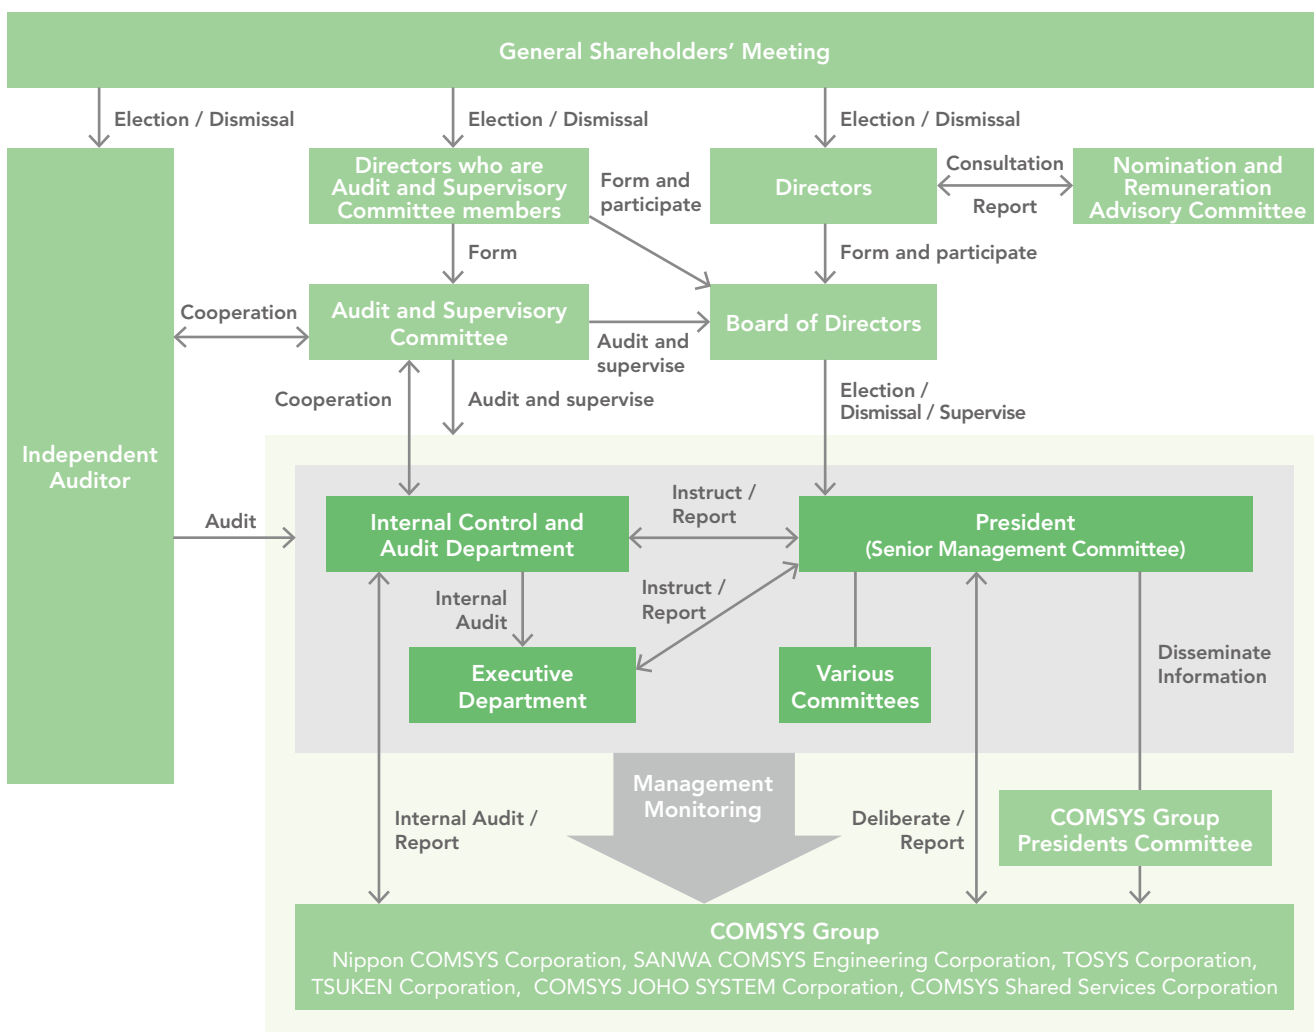 General Shareholders' Meeting
Election / Dismissal
Election / Dismissal
Election / Dismissal
Directors who are
Audit and Supervisory
Committee members
Form and
participate
Directors
Consultation
Report
Nomination and
Remuneration
Advisory Committee
Form
Form and participate
Cooperation
Audit and Supervisory
Committee
Audit and
supervise
Board of Directors
Cooperation
Audit and supervise
Election /
Dismissal / Supervise
Independent
Auditor
Audit
Internal Control and
Audit Department
Instruct /
Report
President
(Senior Management Committee)
Internal
Audit
Instruct /
Report
Executive
Department
Various
Committees
Disseminate
Information
Management
Monitoring
Internal Audit /
Report
Deliberate /
Report
COMSYS Group
Presidents Committee
COMSYS Group
Nippon COMSYS Corporation, SANWA COMSYS Engineering Corporation, TOSYS Corporation,
TSUKEN Corporation, COMSYS JOHO SYSTEM Corporation, COMSYS Shared Services Corporation